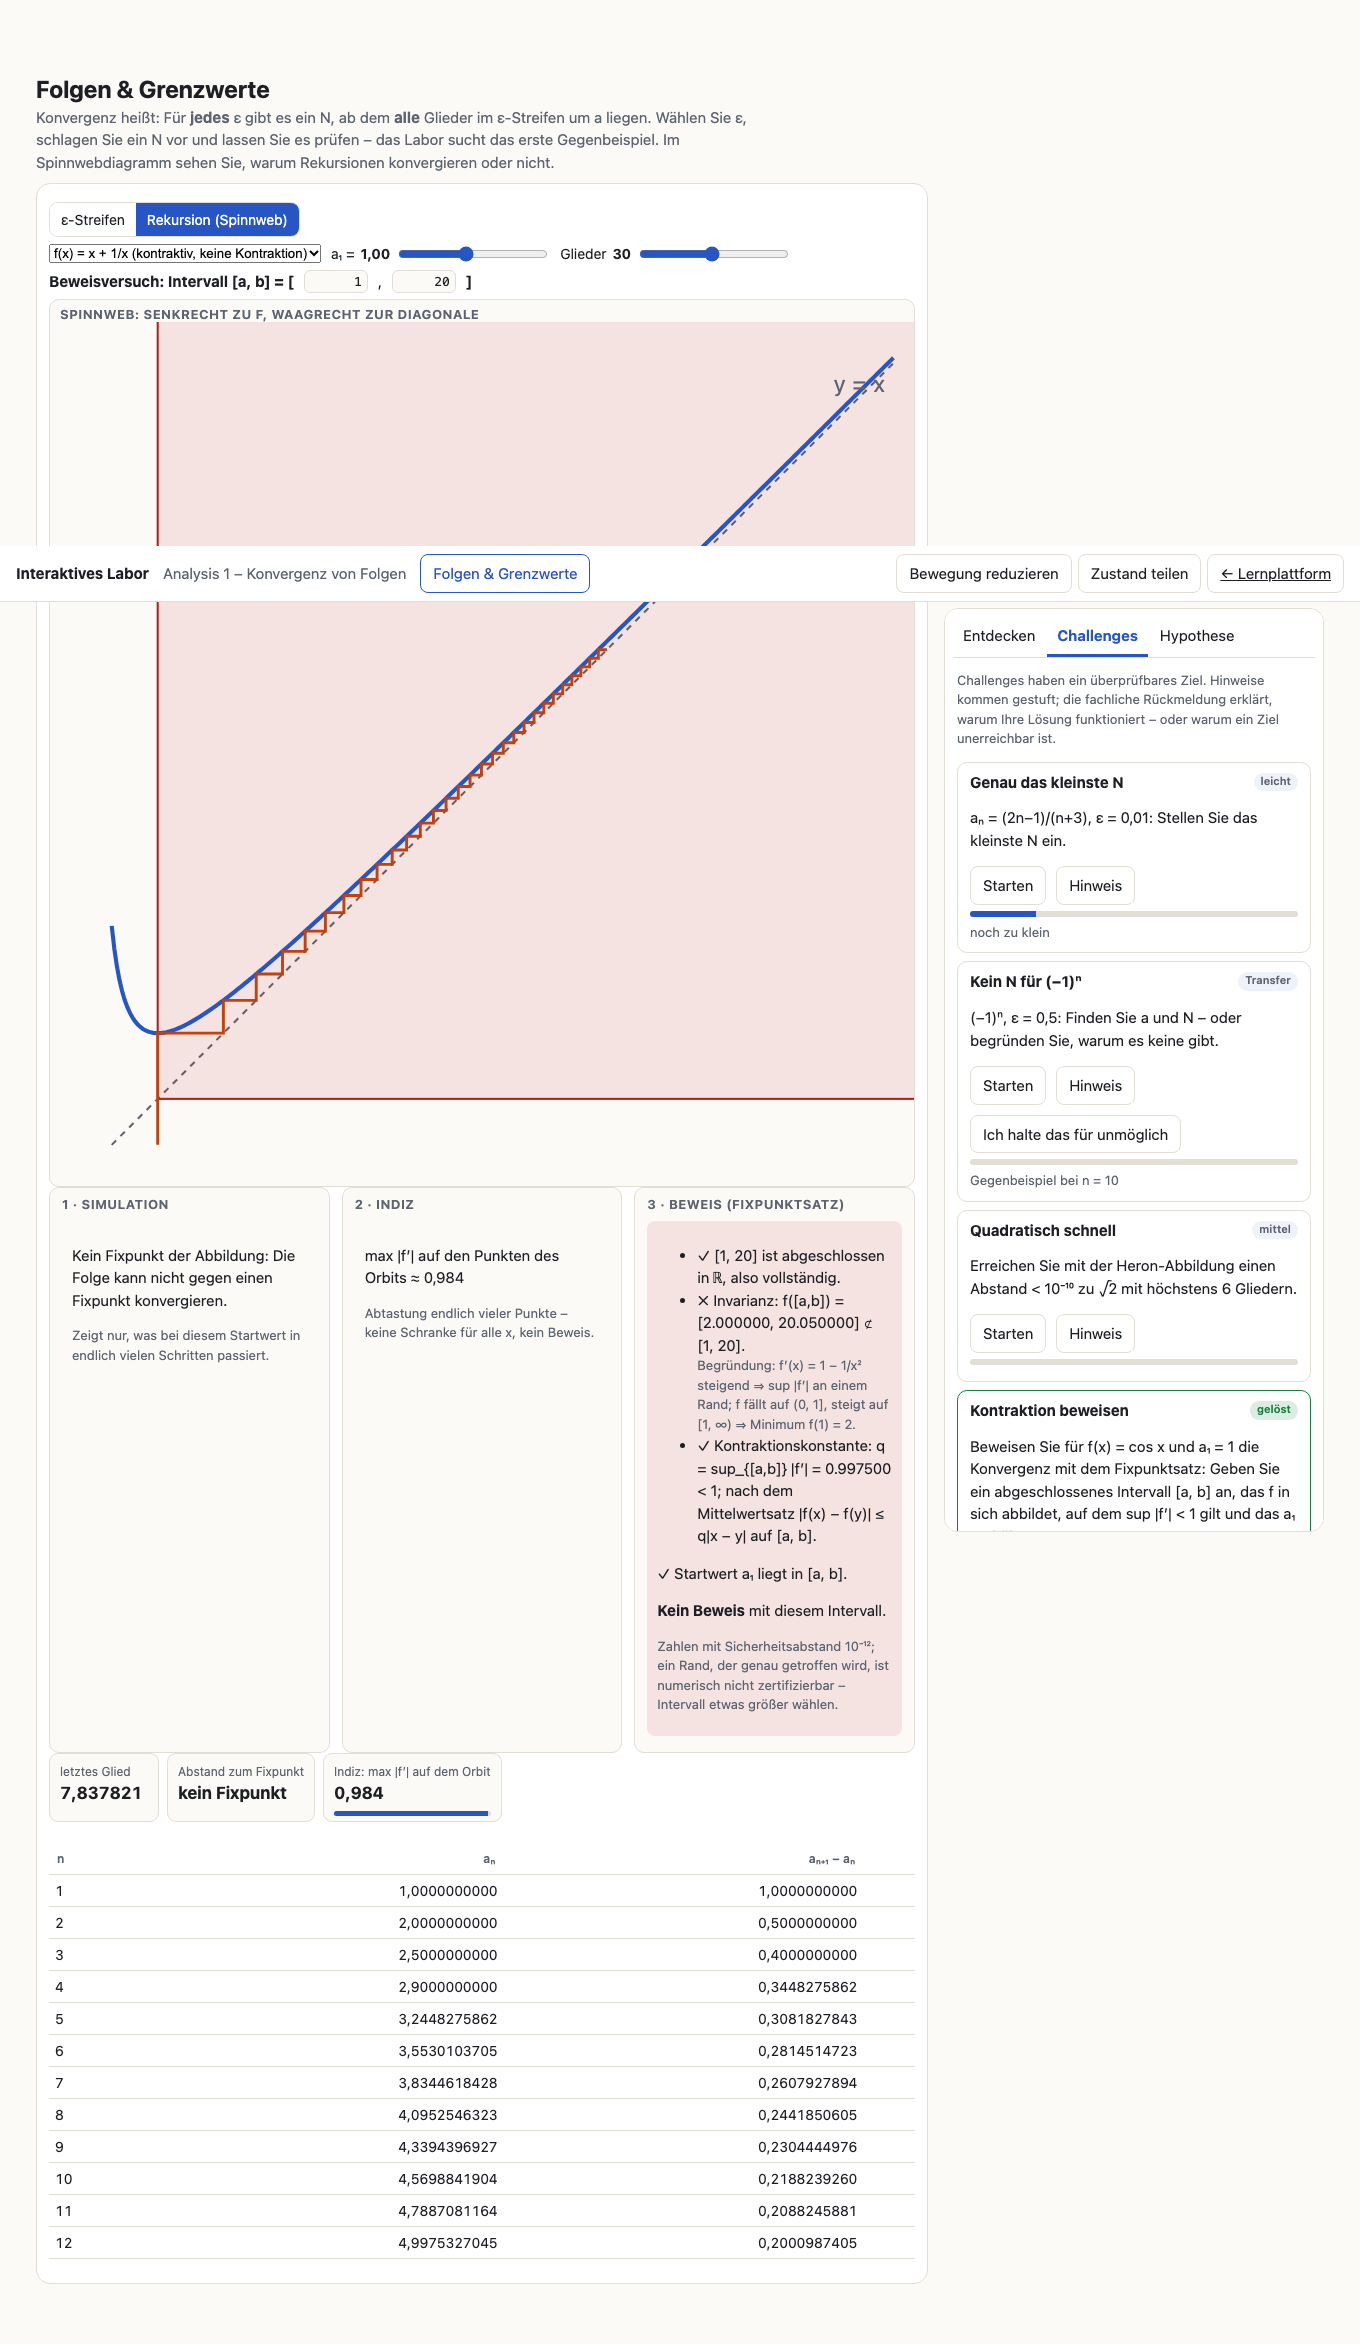 Folgen & Grenzwerte
Konvergenz heißt: Für jedes ε gibt es ein N, ab dem alle Glieder im ε-Streifen um a liegen. Wählen Sie ε,
schlagen Sie ein N vor und lassen Sie es prüfen – das Labor sucht das erste Gegenbeispiel. Im
Spinnwebdiagramm sehen Sie, warum Rekursionen konvergieren oder nicht.
ε-Streifen
Rekursion (Spinnweb)
f(x) = x + 1/x (kontraktiv, keine Kontraktion)
a₁ = 1,00
Glieder 30
Beweisversuch: Intervall [a, b] = [ 1 , 20 ]
SPINNWEB: SENKRECHT ZU F, WAAGRECHT ZUR DIAGONALE
y = x
Interaktives Labor
Analysis 1 – Konvergenz von Folgen
Folgen & Grenzwerte
Bewegung reduzieren
Zustand teilen
← Lernplattform
1 · SIMULATION
Kein Fixpunkt der Abbildung: Die
Folge kann nicht gegen einen
Fixpunkt konvergieren.
Zeigt nur, was bei diesem Startwert in
endlich vielen Schritten passiert.
2 · INDIZ
max |f′| auf den Punkten des
Orbits ≈ 0,984
Abtastung endlich vieler Punkte –
keine Schranke für alle x, kein Beweis.
3 · BEWEIS (FIXPUNKTSATZ)
• ✓ [1, 20] ist abgeschlossen
in ℝ, also vollständig.
• ✕ Invarianz: f([a,b]) =
[2.000000, 20.050000] ⊄
[1, 20].
Begründung: f′(x) = 1 − 1/x²
steigend ⇒ sup |f′| an einem
Rand; f fällt auf (0, 1], steigt auf
[1, ∞) ⇒ Minimum f(1) = 2.
• ✓ Kontraktionskonstante: q
= sup_{[a,b]} |f′| = 0.997500
< 1; nach dem
Mittelwertsatz |f(x) − f(y)| ≤
q|x − y| auf [a, b].
✓ Startwert a₁ liegt in [a, b].
Kein Beweis mit diesem Intervall.
Zahlen mit Sicherheitsabstand 10⁻¹²;
ein Rand, der genau getroffen wird, ist
numerisch nicht zertifizierbar –
Intervall etwas größer wählen.
letztes Glied
7,837821
Abstand zum Fixpunkt
kein Fixpunkt
Indiz: max |f′| auf dem Orbit
0,984
n aₙ aₙ₊₁ − aₙ
1 1,0000000000 1,0000000000
2 2,0000000000 0,5000000000
3 2,5000000000 0,4000000000
4 2,9000000000 0,3448275862
5 3,2448275862 0,3081827843
6 3,5530103705 0,2814514723
7 3,8344618428 0,2607927894
8 4,0952546323 0,2441850605
9 4,3394396927 0,2304444976
10 4,5698841904 0,2188239260
11 4,7887081164 0,2088245881
12 4,9975327045 0,2000987405
Entdecken
Challenges
Hypothese
Challenges haben ein überprüfbares Ziel. Hinweise
kommen gestuft; die fachliche Rückmeldung erklärt,
warum Ihre Lösung funktioniert – oder warum ein Ziel
unerreichbar ist.
Genau das kleinste N
leicht
aₙ = (2n−1)/(n+3), ε = 0,01: Stellen Sie das
kleinste N ein.
Starten
Hinweis
noch zu klein
Kein N für (−1)ⁿ
Transfer
(−1)ⁿ, ε = 0,5: Finden Sie a und N – oder
begründen Sie, warum es keine gibt.
Starten
Hinweis
Ich halte das für unmöglich
Gegenbeispiel bei n = 10
Quadratisch schnell
mittel
Erreichen Sie mit der Heron-Abbildung einen
Abstand < 10⁻¹⁰ zu √2 mit höchstens 6 Gliedern.
Starten
Hinweis
Kontraktion beweisen
gelöst
Beweisen Sie für f(x) = cos x und a₁ = 1 die
Konvergenz mit dem Fixpunktsatz: Geben Sie
ein abgeschlossenes Intervall [a, b] an, das f in
sich abbildet, auf dem sup |f′| < 1 gilt und das a₁